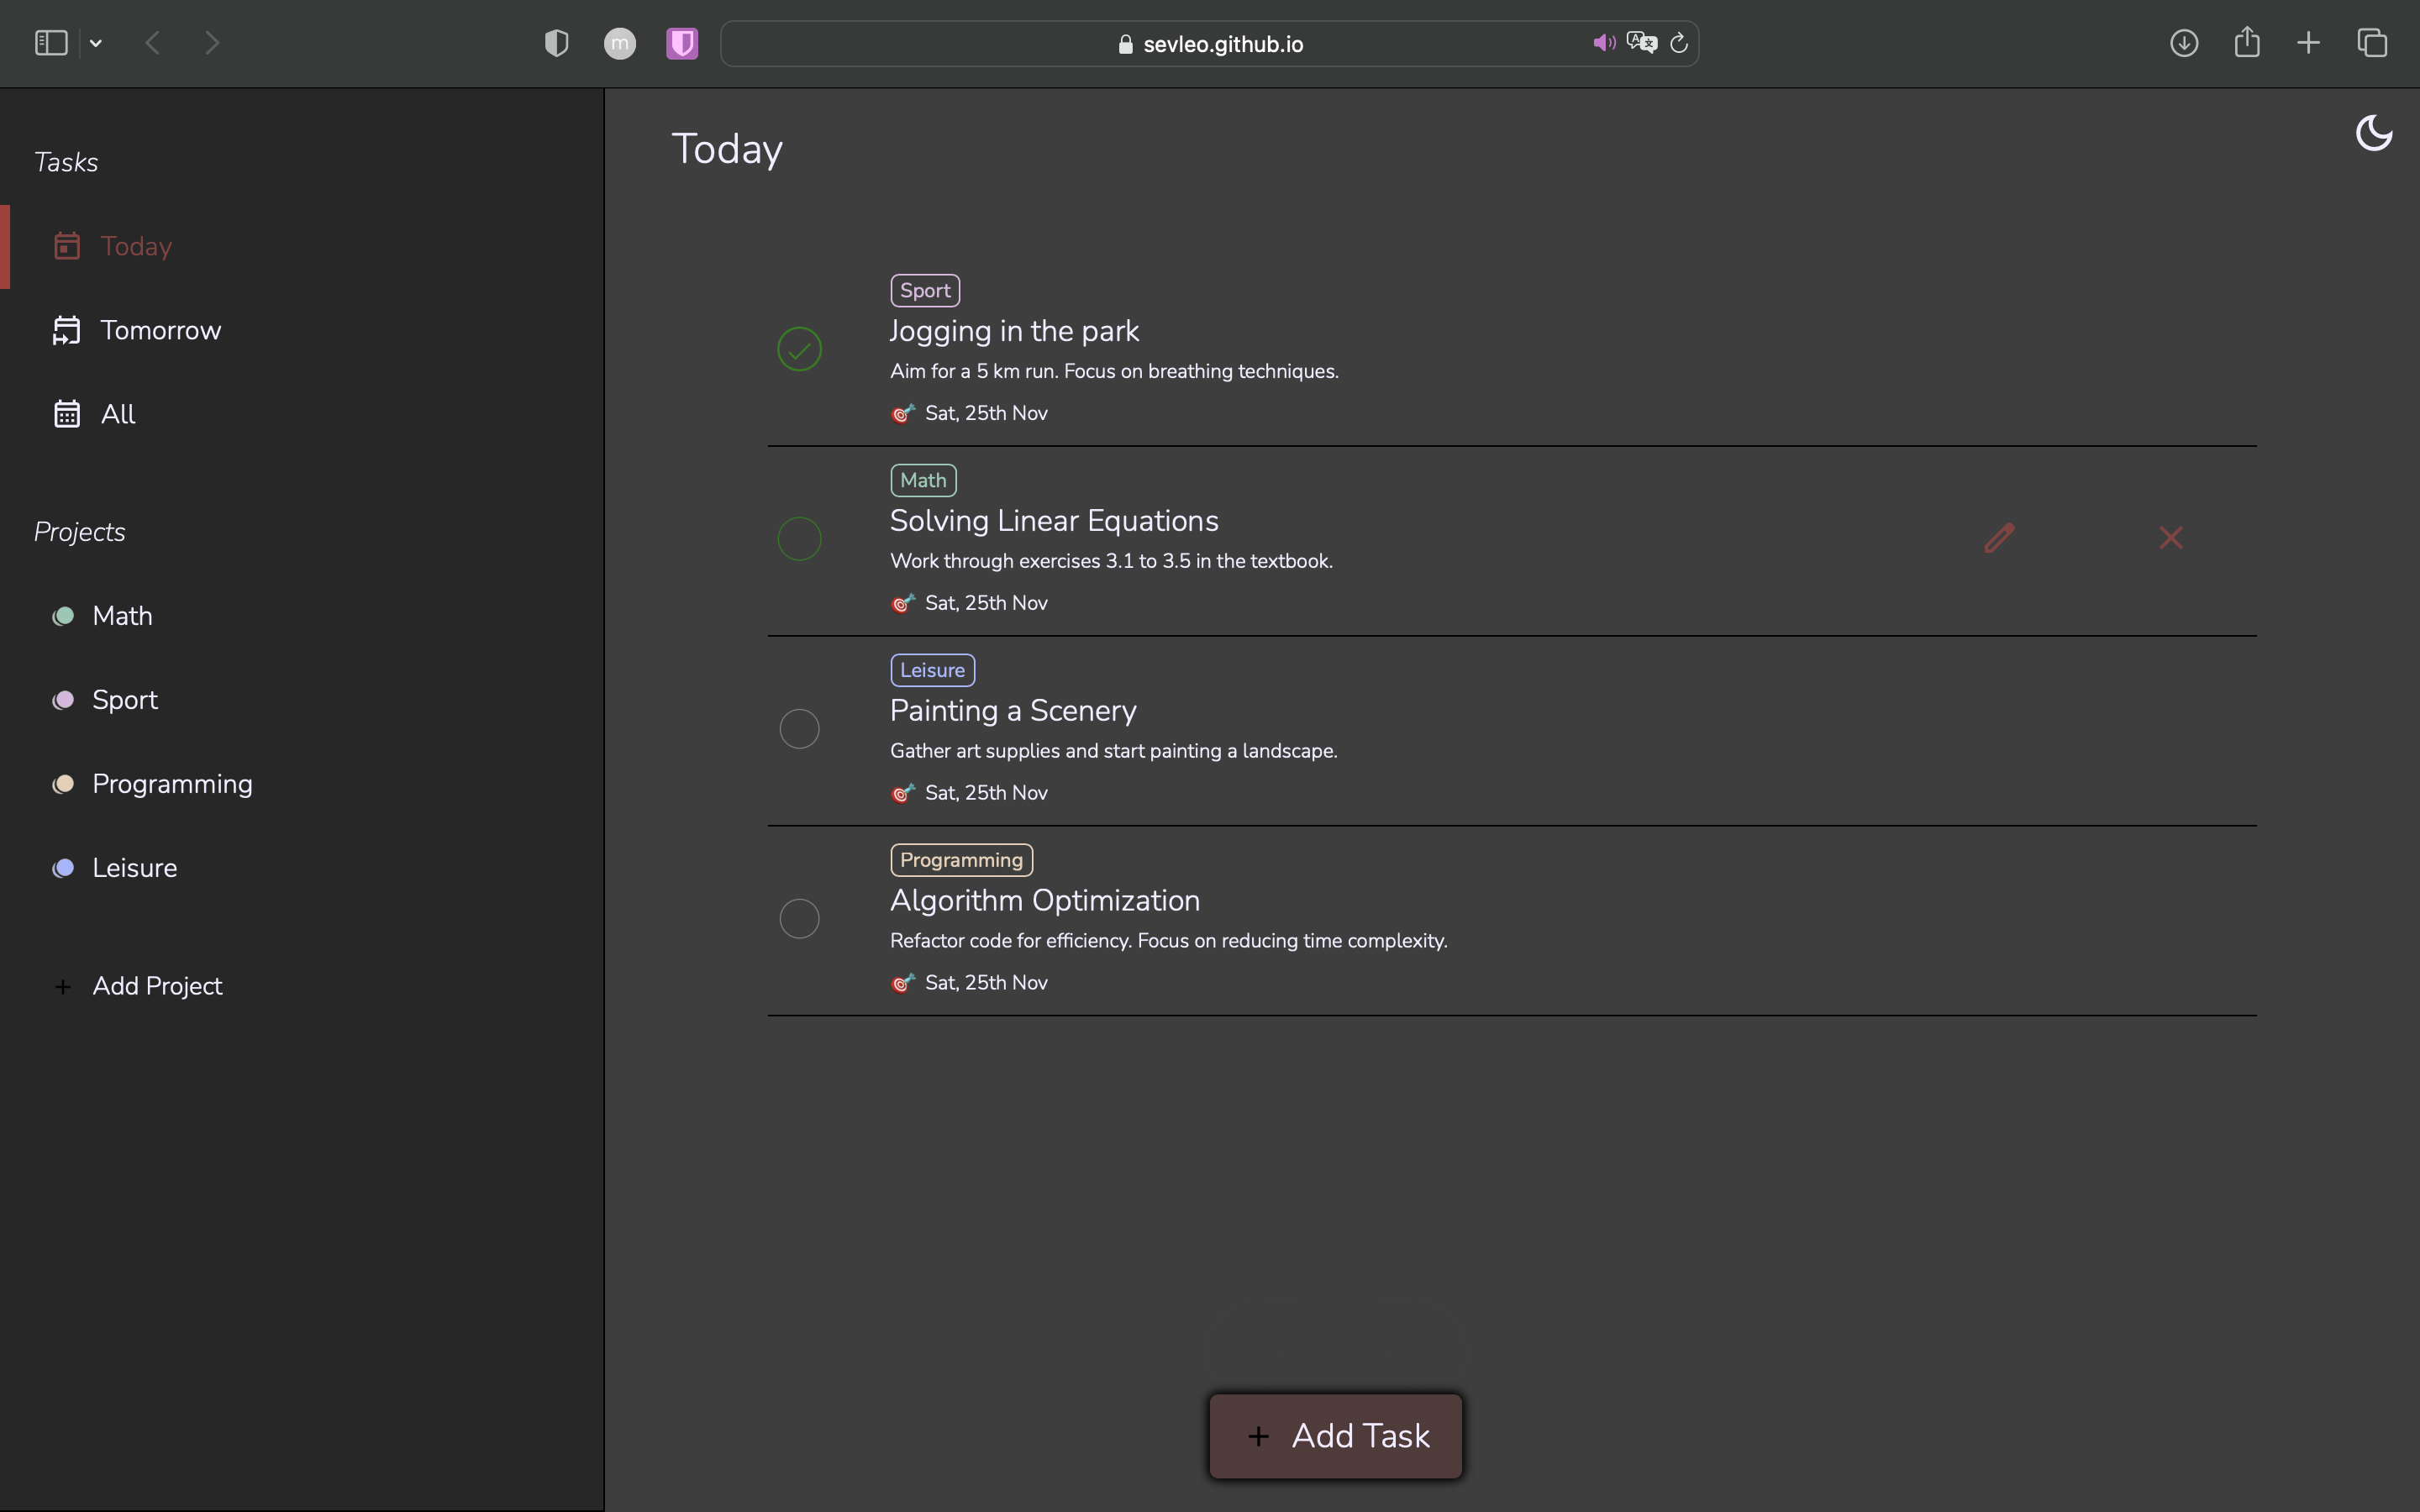 m
sevleo.github.io
Tasks
Today
Tomorrow
All
Projects
Math
Sport
Programming
Leisure
+ Add Project
Today
Sport
Jogging in the park
Aim for a 5 km run. Focus on breathing techniques.
Sat, 25th Nov
Math
Solving Linear Equations
Work through exercises 3.1 to 3.5 in the textbook.
Sat, 25th Nov
Leisure
Painting a Scenery
Gather art supplies and start painting a landscape.
Sat, 25th Nov
Programming
Algorithm Optimization
Refactor code for efficiency. Focus on reducing time complexity.
Sat, 25th Nov
+ Add Task